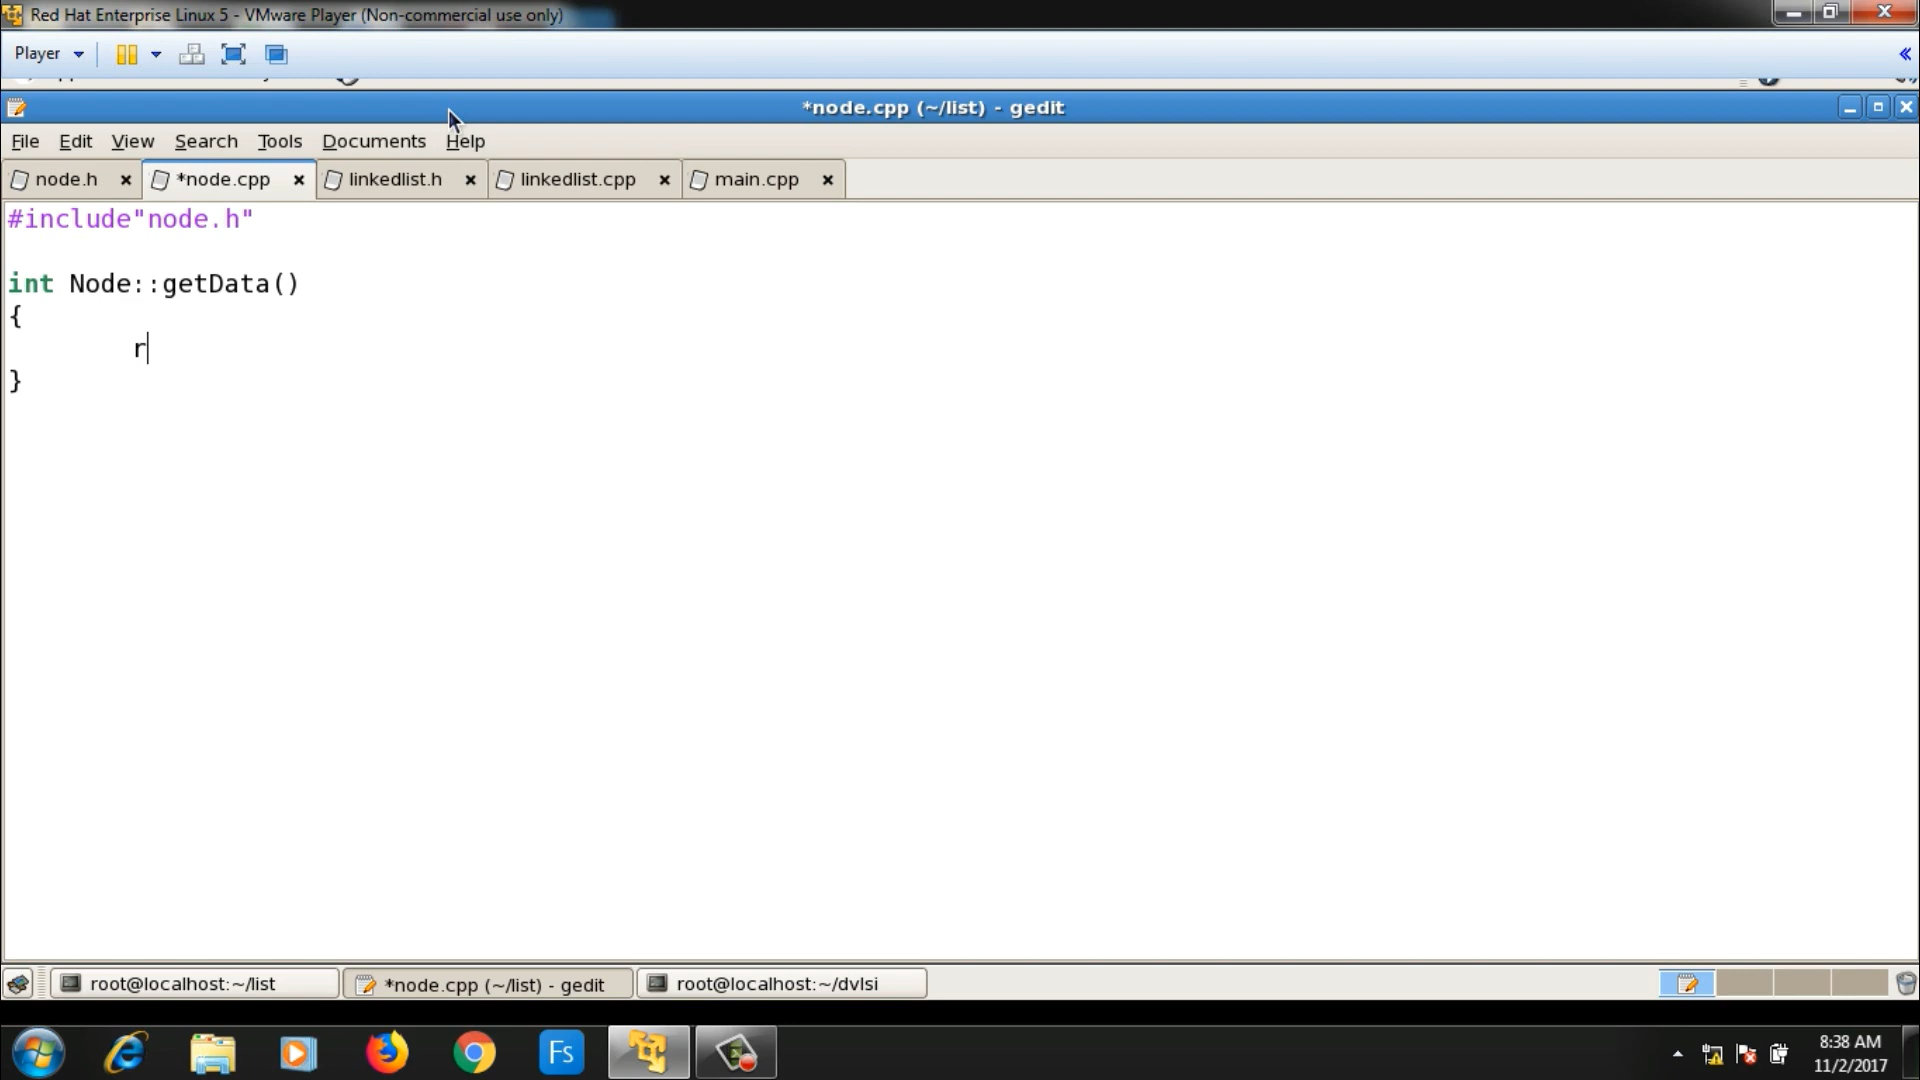 Red Hat Enterprise Linux 5 - VMware Player (Non-commercial use only)
Player
*node.cpp (~/list) - gedit
File Edit View Search Tools Documents Help
node.h *node.cpp linkedlist.h linkedlist.cpp main.cpp
#include"node.h"
int Node::getData()
{
r
}
root@localhost:~/list *node.cpp (~/list) - gedit root@localhost:~/dvlsi
Fs
8:38 AM
11/2/2017